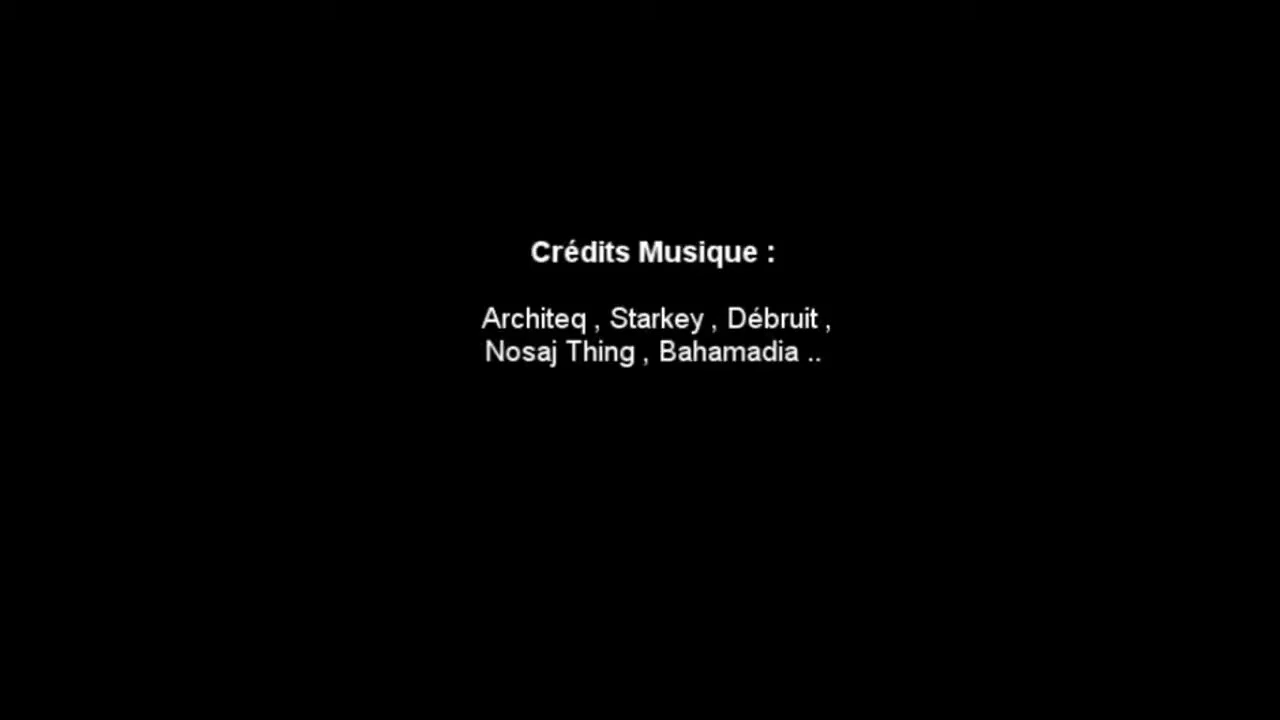 Crédits Musique :
Architeq , Starkey , Débruit ,
Nosaj Thing , Bahamadia ..